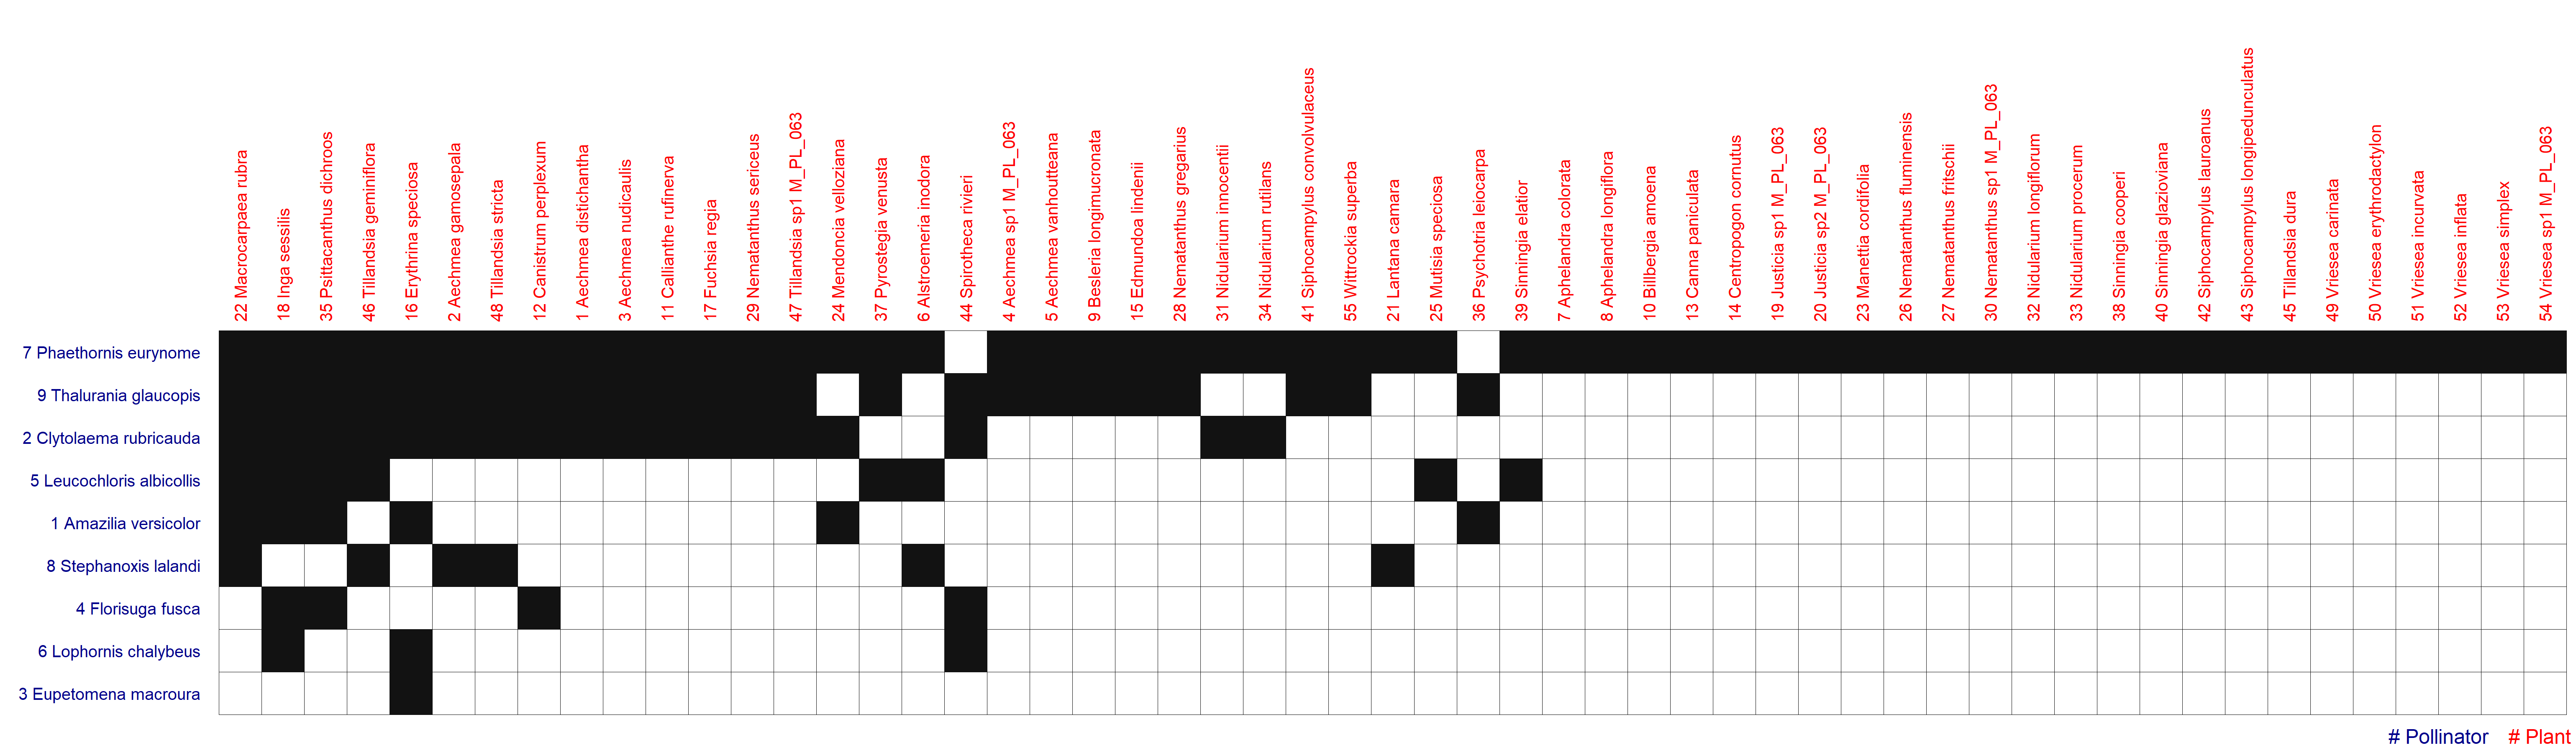 22 Macrocarpaea rubra
18 Inga sessilis
35 Psittacanthus dichroos
46 Tillandsia geminiflora
16 Erythrina speciosa
2 Aechmea gamosepala
48 Tillandsia stricta
12 Canistrum perplexum
1 Aechmea distichantha
3 Aechmea nudicaulis
11 Callianthe rufinerva
17 Fuchsia regia
29 Nematanthus sericeus
47 Tillandsia sp1 M_PL_063
24 Mendoncia velloziana
37 Pyrostegia venusta
6 Alstroemeria inodora
44 Spirotheca rivieri
4 Aechmea sp1 M_PL_063
5 Aechmea vanhoutteana
9 Besleria longimucronata
15 Edmundoa lindenii
28 Nematanthus gregarius
31 Nidularium innocentii
34 Nidularium rutilans
41 Siphocampylus convolvulaceus
55 Wittrockia superba
21 Lantana camara
25 Mutisia speciosa
36 Psychotria leiocarpa
39 Sinningia elatior
7 Aphelandra colorata
8 Aphelandra longiflora
10 Billbergia amoena
13 Canna paniculata
14 Centropogon cornutus
19 Justicia sp1 M_PL_063
20 Justicia sp2 M_PL_063
23 Manettia cordifolia
26 Nematanthus fluminensis
27 Nematanthus fritschii
30 Nematanthus sp1 M_PL_063
32 Nidularium longiflorum
33 Nidularium procerum
38 Sinningia cooperi
40 Sinningia glazioviana
42 Siphocampylus lauroanus
43 Siphocampylus longipedunculatus
45 Tillandsia dura
49 Vriesea carinata
50 Vriesea erythrodactylon
51 Vriesea incurvata
52 Vriesea inflata
53 Vriesea simplex
54 Vriesea sp1 M_PL_063
7 Phaethornis eurynome
9 Thalurania glaucopis
2 Clytolaema rubricauda
5 Leucochloris albicollis
1 Amazilia versicolor
8 Stephanoxis lalandi
4 Florisuga fusca
6 Lophornis chalybeus
3 Eupetomena macroura
# Pollinator # Plant